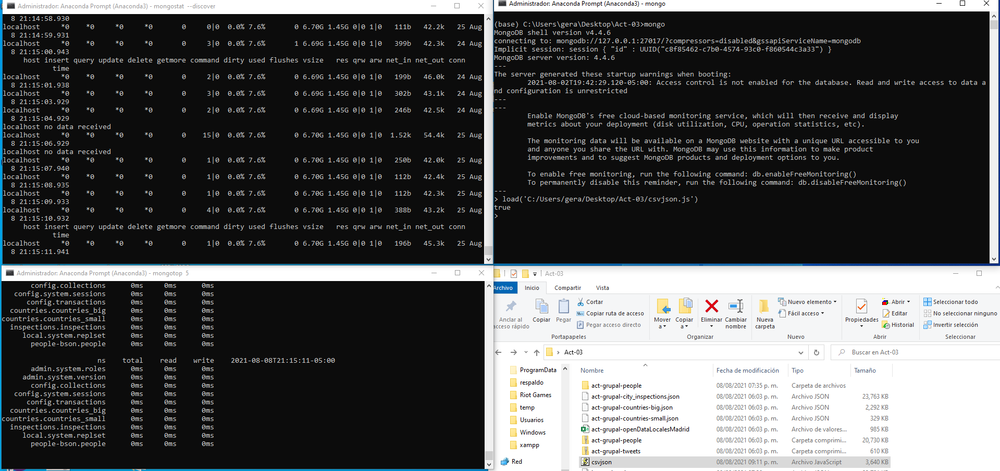 Administrador: Anaconda Prompt (Anaconda3) - mongostat --discover
8 21:14:58.930
localhost *0 *0 *0 *0 0 0|0 0.0% 7.6% 0 6.70G 1.45G 0|0 1|0 111b 42.2k 25 Aug
8 21:14:59.931
localhost *0 *0 *0 *0 0 3|0 0.0% 7.6% 1 6.70G 1.45G 0|0 1|0 399b 42.3k 24 Aug
8 21:15:00.943
host insert query update delete getmore command dirty used flushes vsize res qrw arw net_in net_out conn
time
localhost *0 *0 *0 *0 0 2|0 0.0% 7.6% 0 6.69G 1.45G 0|0 1|0 199b 46.0k 24 Aug
8 21:15:01.938
localhost *0 *0 *0 *0 0 3|0 0.0% 7.6% 0 6.69G 1.45G 0|0 1|0 302b 43.1k 24 Aug
8 21:15:03.929
localhost *0 *0 *0 *0 0 2|0 0.0% 7.6% 0 6.69G 1.45G 0|0 1|0 246b 42.5k 24 Aug
8 21:15:04.929
localhost no data received
localhost *0 *0 *0 *0 0 15|0 0.0% 7.6% 0 6.70G 1.45G 0|0 1|0 1.52k 54.4k 25 Aug
8 21:15:06.929
localhost no data received
localhost *0 *0 *0 *0 0 1|0 0.0% 7.6% 0 6.70G 1.45G 0|0 1|0 250b 42.0k 25 Aug
8 21:15:07.940
localhost *0 *0 *0 *0 0 1|0 0.0% 7.6% 0 6.70G 1.45G 0|0 1|0 112b 42.4k 25 Aug
8 21:15:08.935
localhost *0 *0 *0 *0 0 1|0 0.0% 7.6% 0 6.70G 1.45G 0|0 1|0 112b 42.3k 25 Aug
8 21:15:09.933
localhost *0 *0 *0 *0 0 4|0 0.0% 7.6% 0 6.70G 1.45G 0|0 1|0 388b 43.2k 25 Aug
8 21:15:10.932
host insert query update delete getmore command dirty used flushes vsize res qrw arw net_in net_out conn
time
localhost *0 *0 *0 *0 0 1|0 0.0% 7.6% 0 6.70G 1.45G 0|0 1|0 196b 45.3k 25 Aug
8 21:15:11.941
Administrador: Anaconda Prompt (Anaconda3) - mongo
(base) C:\Users\gera\Desktop\Act-03>mongo
MongoDB shell version v4.4.6
connecting to: mongodb://127.0.0.1:27017/?compressors=disabled&gssapiServiceName=mongodb
Implicit session: session { "id" : UUID("c8f85462-c7b0-4574-93c0-f860544c3a33") }
MongoDB server version: 4.4.6
---
The server generated these startup warnings when booting:
2021-08-02T19:42:29.120-05:00: Access control is not enabled for the database. Read and write access to data a
nd configuration is unrestricted
---
---
Enable MongoDB's free cloud-based monitoring service, which will then receive and display
metrics about your deployment (disk utilization, CPU, operation statistics, etc).
The monitoring data will be available on a MongoDB website with a unique URL accessible to you
and anyone you share the URL with. MongoDB may use this information to make product
improvements and to suggest MongoDB products and deployment options to you.
To enable free monitoring, run the following command: db.enableFreeMonitoring()
To permanently disable this reminder, run the following command: db.disableFreeMonitoring()
---
> load('C:/Users/gera/Desktop/Act-03/csvjson.js')
true
>
Administrador: Anaconda Prompt (Anaconda3) - mongotop 5
config.collections 0ms 0ms 0ms
config.system.sessions 0ms 0ms 0ms
config.transactions 0ms 0ms 0ms
countries.countries_big 0ms 0ms 0ms
countries.countries_small 0ms 0ms 0ms
inspections.inspections 0ms 0ms 0ms
local.system.replset 0ms 0ms 0ms
people-bson.people 0ms 0ms 0ms
ns total read write 2021-08-08T21:15:11-05:00
admin.system.roles 0ms 0ms 0ms
admin.system.version 0ms 0ms 0ms
config.collections 0ms 0ms 0ms
config.system.sessions 0ms 0ms 0ms
config.transactions 0ms 0ms 0ms
countries.countries_big 0ms 0ms 0ms
countries.countries_small 0ms 0ms 0ms
inspections.inspections 0ms 0ms 0ms
local.system.replset 0ms 0ms 0ms
people-bson.people 0ms 0ms 0ms
Act-03
Archivo Inicio Compartir Vista
Anclar al
acceso rápido
Copiar
Pegar
Cortar
Copiar ruta de acceso
Pegar acceso directo
Portapapeles
Mover
a
Copiar
a
Eliminar
Cambiar
nombre
Organizar
Nueva
carpeta
Nuevo elemento
Fácil acceso
Nuevo
Propiedades
Abrir
Editar
Historial
Abrir
Seleccionar todo
No seleccionar ninguno
Invertir selección
Seleccionar
Act-03
Buscar en Act-03
ProgramData
respaldo
Riot Games
temp
Usuarios
Windows
xampp
Red
Nombre Fecha de modificación Tipo Tamaño
act-grupal-people 08/08/2021 07:35 p. m. Carpeta de archivos
act-grupal-city_inspections.json 08/08/2021 06:03 p. m. Archivo JSON 23,763 KB
act-grupal-countries-big.json 08/08/2021 06:03 p. m. Archivo JSON 2,292 KB
act-grupal-countries-small.json 08/08/2021 06:03 p. m. Archivo JSON 329 KB
act-grupal-openDataLocalesMadrid 08/08/2021 06:03 p. m. Archivo de valores... 985 KB
act-grupal-people 08/08/2021 06:03 p. m. Carpeta comprimi... 20,730 KB
act-grupal-tweets 08/08/2021 06:03 p. m. Carpeta comprimi... 610 KB
csvjson 08/08/2021 09:11 p. m. Archivo JavaScript 3,640 KB